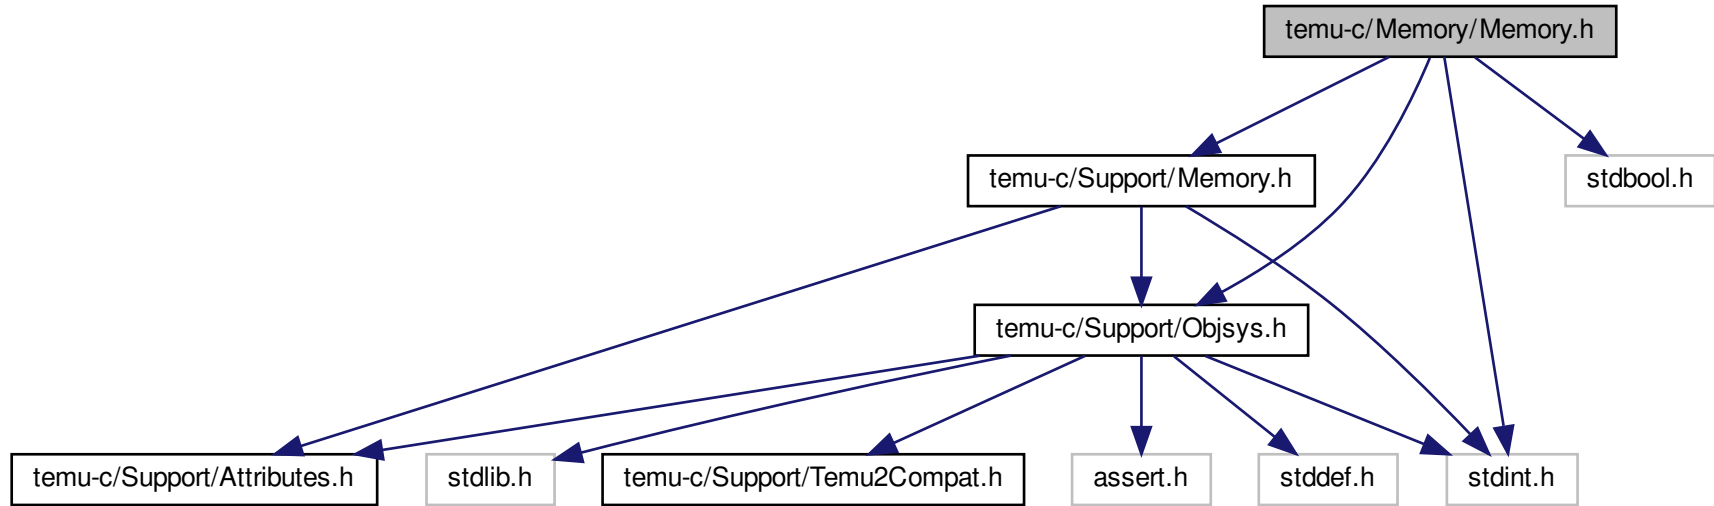 temu-c/Memory/Memory.h
temu-c/Support/Memory.h
stdbool.h
temu-c/Support/Objsys.h
temu-c/Support/Attributes.h
stdlib.h
temu-c/Support/Temu2Compat.h
assert.h
stddef.h
stdint.h